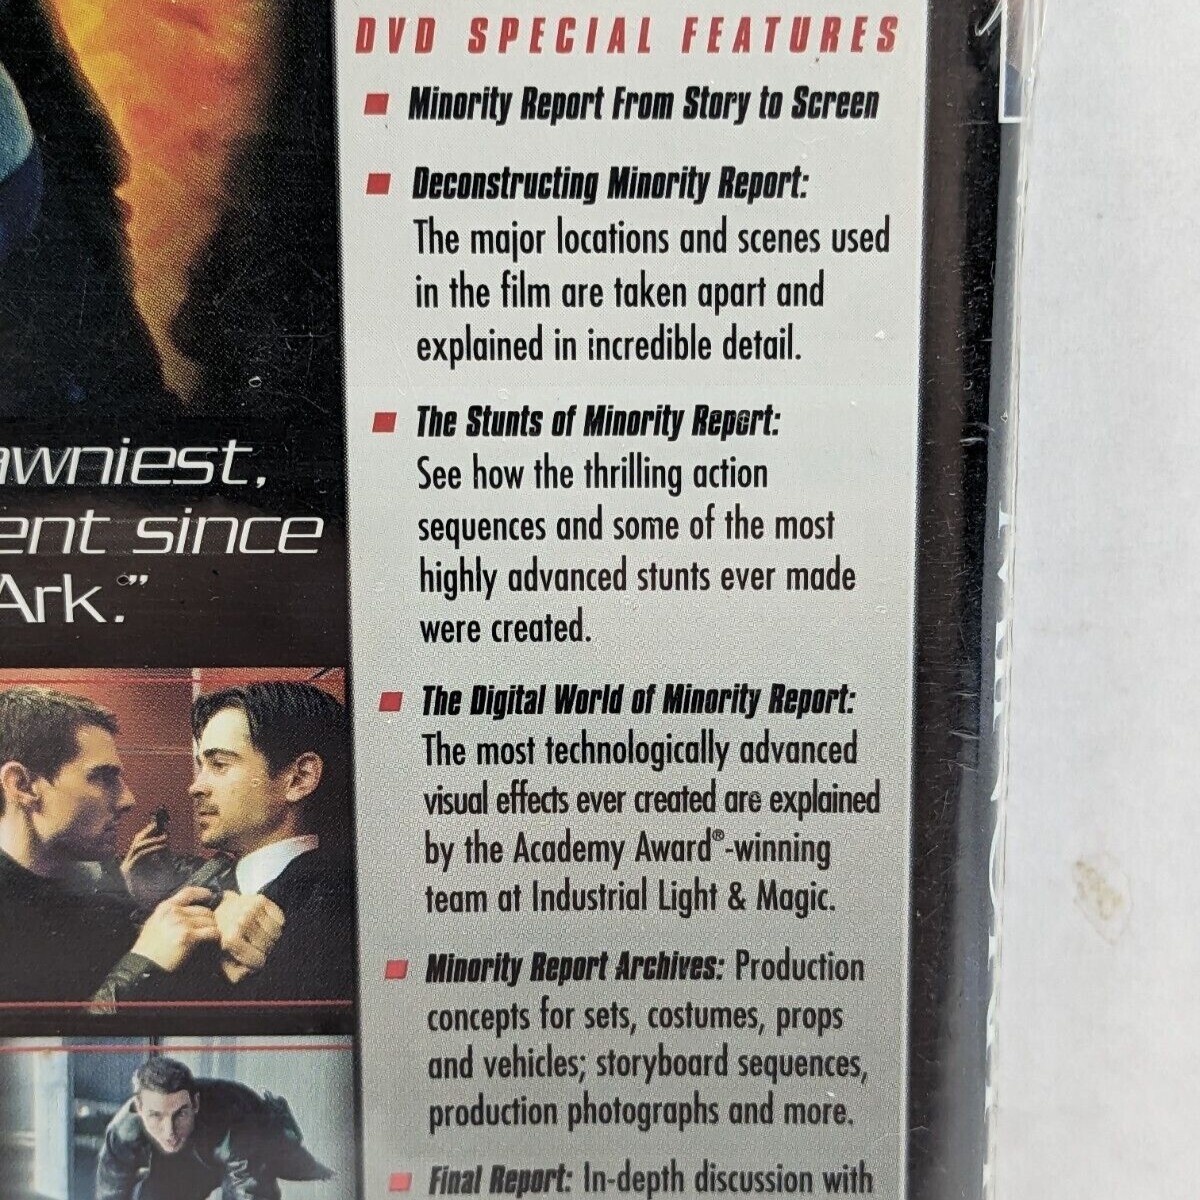 DVD SPECIAL FEATURES
Minority Report From Story to Screen
Deconstructing Minority Report:
The major locations and scenes used
in the film are taken apart and
explained in incredible detail.
The Stunts of Minority Report:
See how the thrilling action
sequences and some of the most
highly advanced stunts ever made
were created.
The Digital World of Minority Report:
The most technologically advanced
visual effects ever created are explained
by the Academy Award®-winning
team at Industrial Light & Magic.
Minority Report Archives: Production
concepts for sets, costumes, props
and vehicles; storyboard sequences,
production photographs and more.
Final Report: In-depth discussion with
awniest,
ent since
Ark."